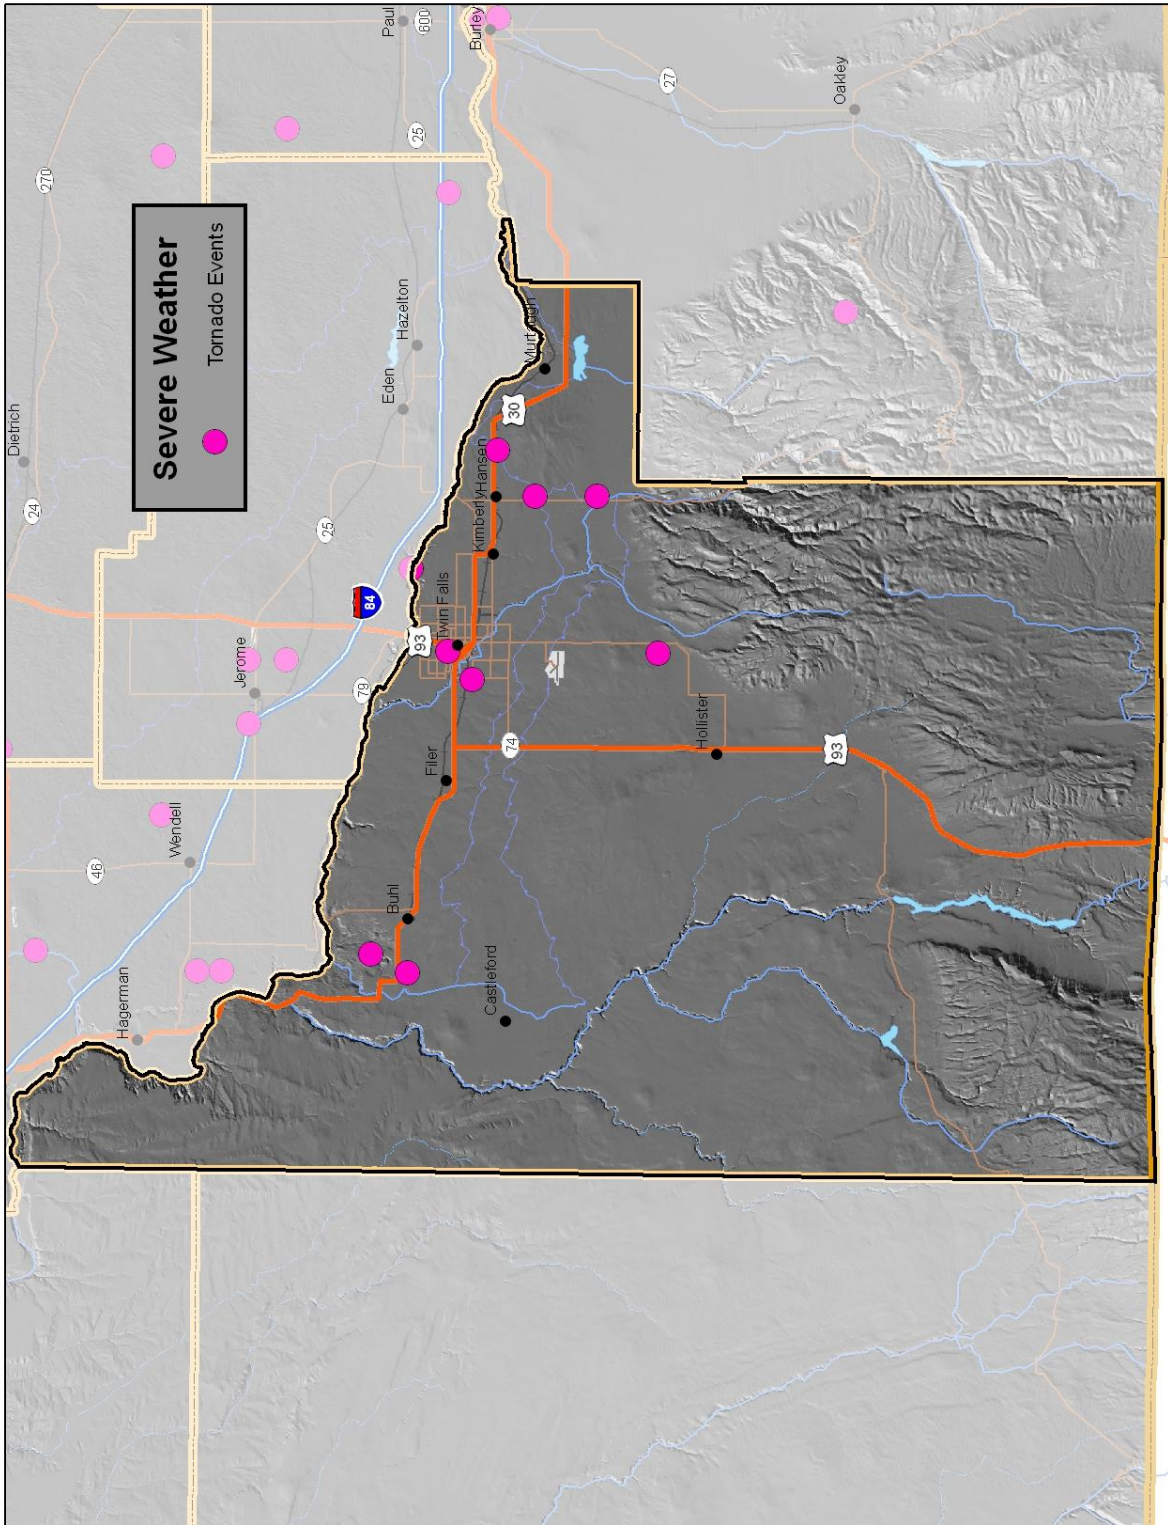 Severe Weather
Tornado Events
Hagerman
Wendell
Jerome
Dietrich
Eden
Hazelton
Paul
Burley
Oakley
Buhl
Castleford
Filer
Twin Falls
Kimberly
Hansen
Murtaugh
Hollister
46
24
270
25
25
79
84
93
600
27
30
74
93